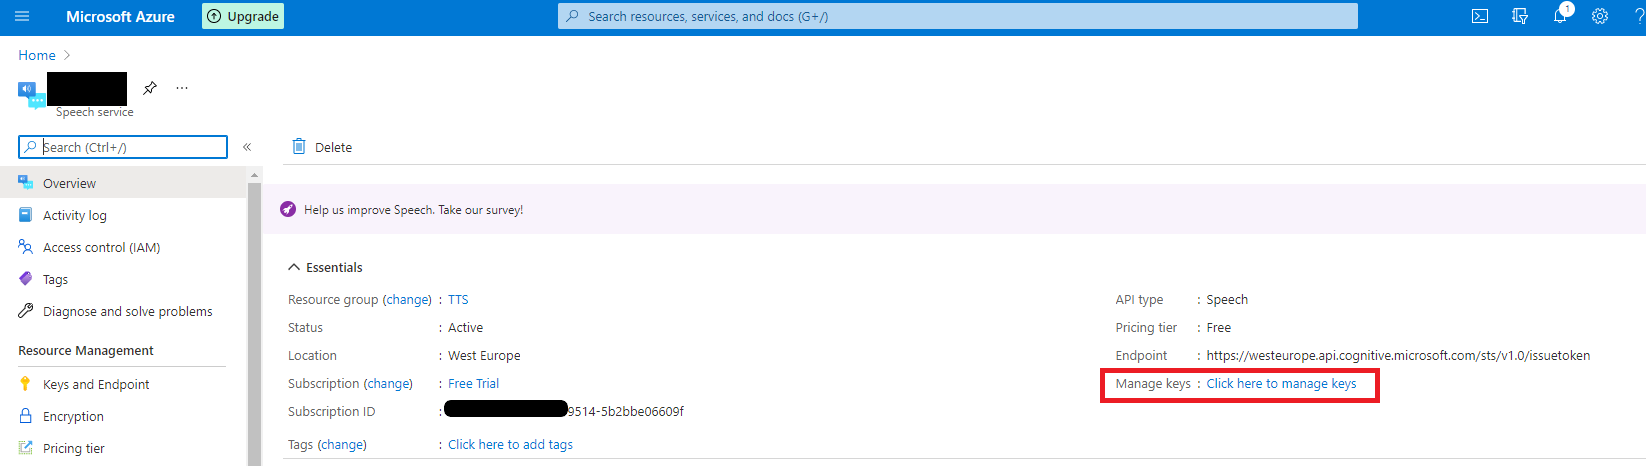 Microsoft Azure
Upgrade
Search resources, services, and docs (G+/)
1
?
Home
Speech service
Search (Ctrl+/)
Delete
Overview
Help us improve Speech. Take our survey!
Activity log
Access control (IAM)
Tags
Diagnose and solve problems
Resource Management
Keys and Endpoint
Encryption
Pricing tier
Essentials
Resource group (change) : TTS
Status : Active
Location : West Europe
Subscription (change) : Free Trial
Subscription ID : 9514-5b2bbe06609f
Tags (change) : Click here to add tags
API type : Speech
Pricing tier : Free
Endpoint : https://westeurope.api.cognitive.microsoft.com/sts/v1.0/issuetoken
Manage keys : Click here to manage keys